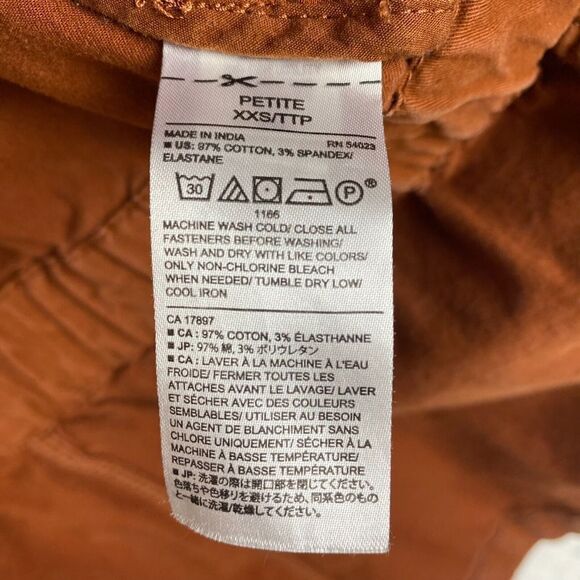 PETITE
XXS/TTP
MADE IN INDIA RN 54023
■ US: 97% COTTON, 3% SPANDEX/
ELASTANE
30 P ®
1166
MACHINE WASH COLD/ CLOSE ALL
FASTENERS BEFORE WASHING/
WASH AND DRY WITH LIKE COLORS/
ONLY NON-CHLORINE BLEACH
WHEN NEEDED/ TUMBLE DRY LOW/
COOL IRON
CA 17897
■ CA : 97% COTON, 3% ÉLASTHANNE
■ JP: 97% 綿, 3% ポリウレタン
■ CA : LAVER À LA MACHINE À L'EAU
FROIDE/ FERMER TOUTES LES
ATTACHES AVANT LE LAVAGE/ LAVER
ET SÉCHER AVEC DES COULEURS
SEMBLABLES/ UTILISER AU BESOIN
UN AGENT DE BLANCHIMENT SANS
CHLORE UNIQUEMENT/ SÉCHER À LA
MACHINE À BASSE TEMPÉRATURE/
REPASSER À BASSE TEMPÉRATURE
■ JP: 洗濯の際は開口部を閉じてください。
色落ちや色移りを避けるため、同系色のもの
と一緒に洗濯/乾燥してください。